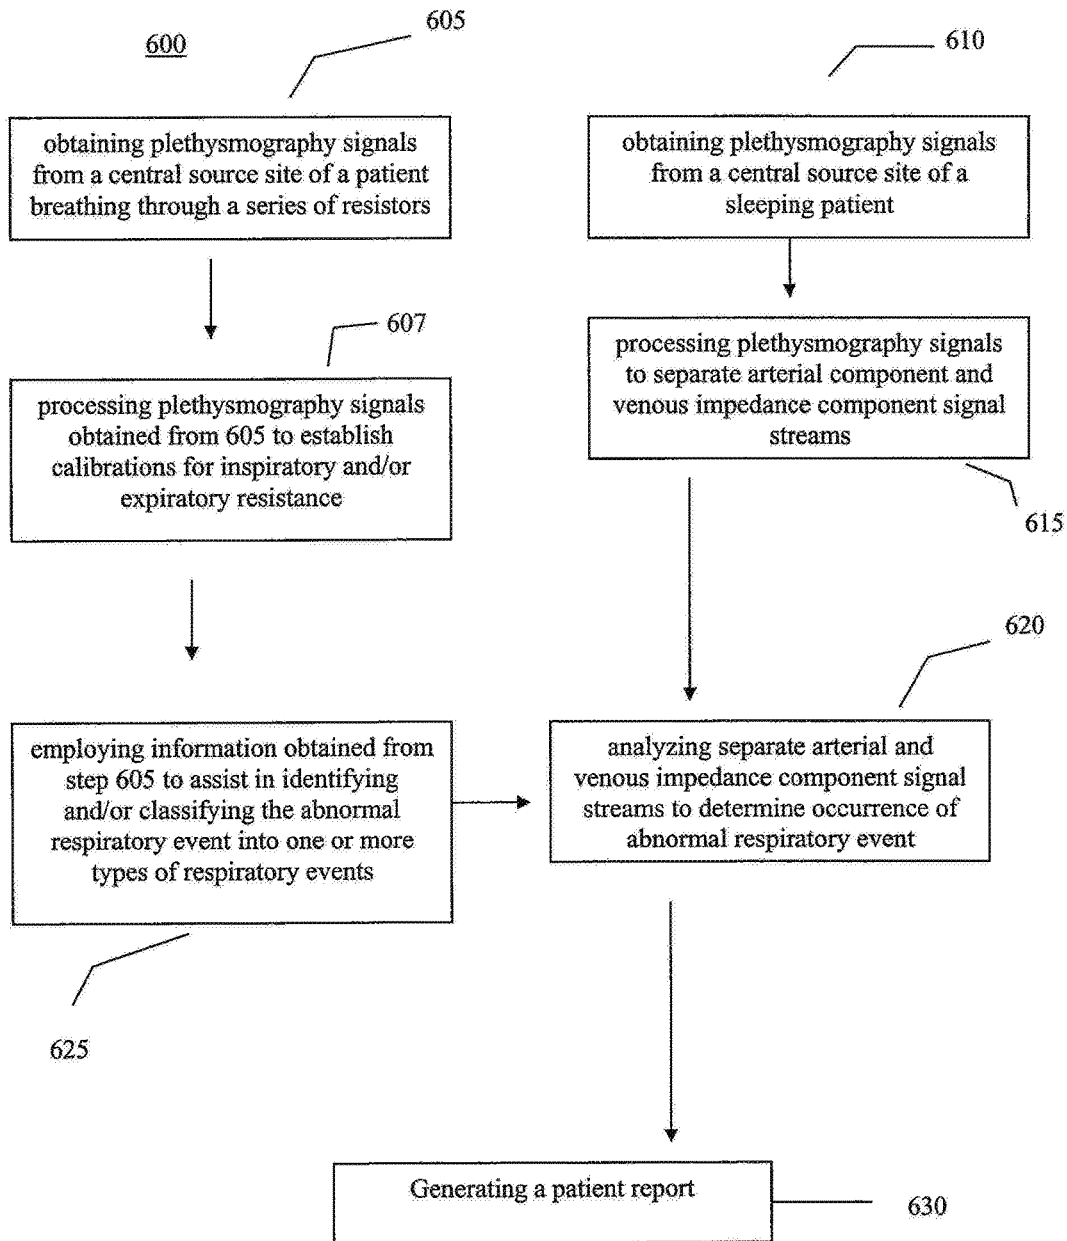 600
605
610
obtaining plethysmography signals
from a central source site of a patient
breathing through a series of resistors
obtaining plethysmography signals
from a central source site of a
sleeping patient
607
processing plethysmography signals
obtained from 605 to establish
calibrations for inspiratory and/or
expiratory resistance
processing plethysmography signals
to separate arterial component and
venous impedance component signal
streams
615
620
employing information obtained from
step 605 to assist in identifying
and/or classifying the abnormal
respiratory event into one or more
types of respiratory events
analyzing separate arterial and
venous impedance component signal
streams to determine occurrence of
abnormal respiratory event
625
Generating a patient report
630